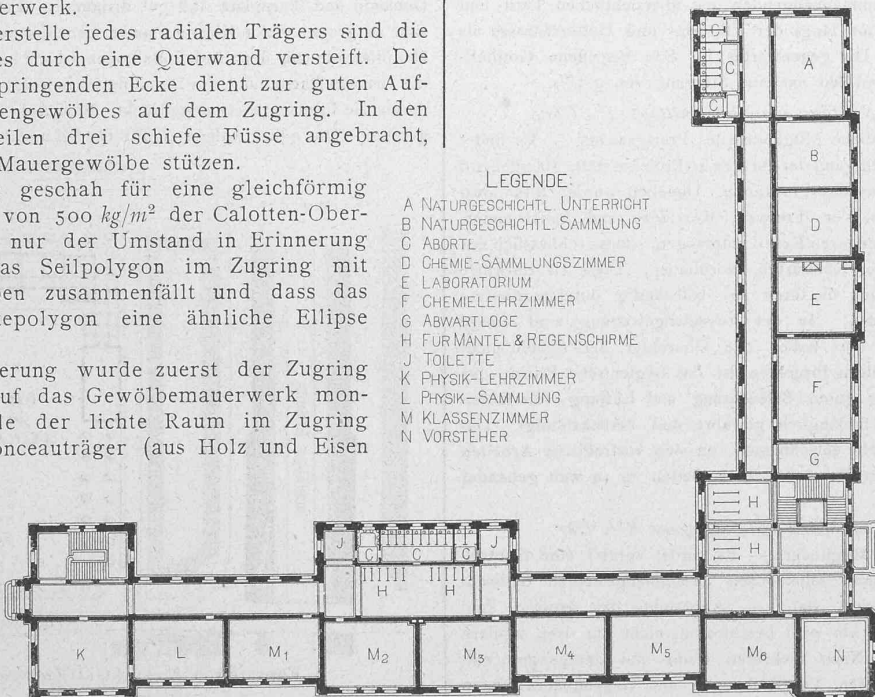 erwerk.
erstelle jedes radialen Trägers sind die
es durch eine Querwand versteift. Die
springenden Ecke dient zur guten Auf-
engewölbes auf dem Zugring. In den
eilen drei schiefe Füsse angebracht,
Mauergewölbe stützen.
geschah für eine gleichförmig
von 500 kg/m² der Calotten-Ober-
nur der Umstand in Erinnerung
as Seilpolygon im Zugring mit
ben zusammenfällt und dass das
tepolygon eine ähnliche Ellipse
erung wurde zuerst der Zugring
uf das Gewölbemauerwerk mon-
le der lichte Raum im Zugring
onceauträger (aus Holz und Eisen
LEGENDE:
A NATURGESCHICHTL. UNTERRICHT
B NATURGESCHICHTL. SAMMLUNG
C ABORTE
D CHEMIE-SAMMLUNGSZIMMER
E LABORATORIUM
F CHEMIELEHRZIMMER
G ABWARTLOGE
H FÜR MÄNTEL & REGENSCHIRME
J TOILETTE
K PHYSIK-LEHRZIMMER
L PHYSIK-SAMMLUNG
M KLASSENZIMMER
N VORSTEHER
C
C
C
A
B
D
E
F
G
H
H
J
C
C
C
J
H
H
K
L
M1
M2
M3
M4
M5
M6
N